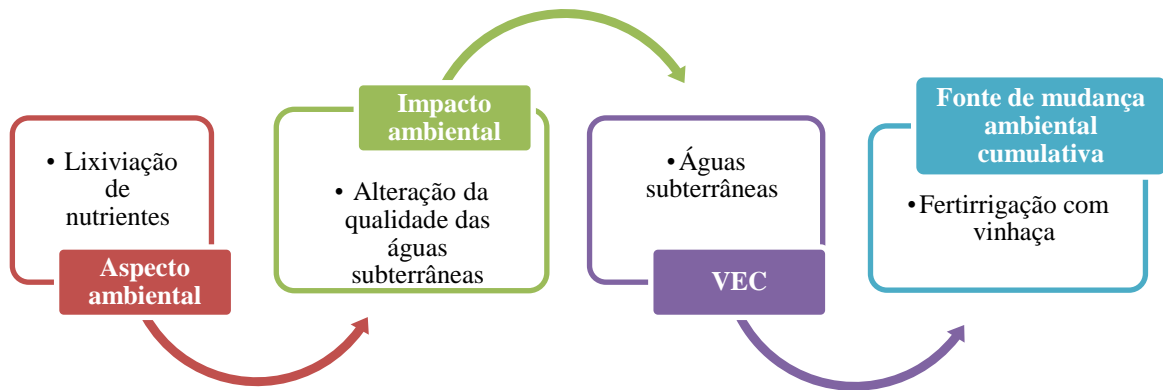 • Lixiviação
de
nutrientes
Aspecto
ambiental
Impacto
ambiental
• Alteração da
qualidade das
águas
subterrâneas
•Águas
subterrâneas
VEC
Fonte de mudança
ambiental
cumulativa
•Fertirrigação com
vinhaça